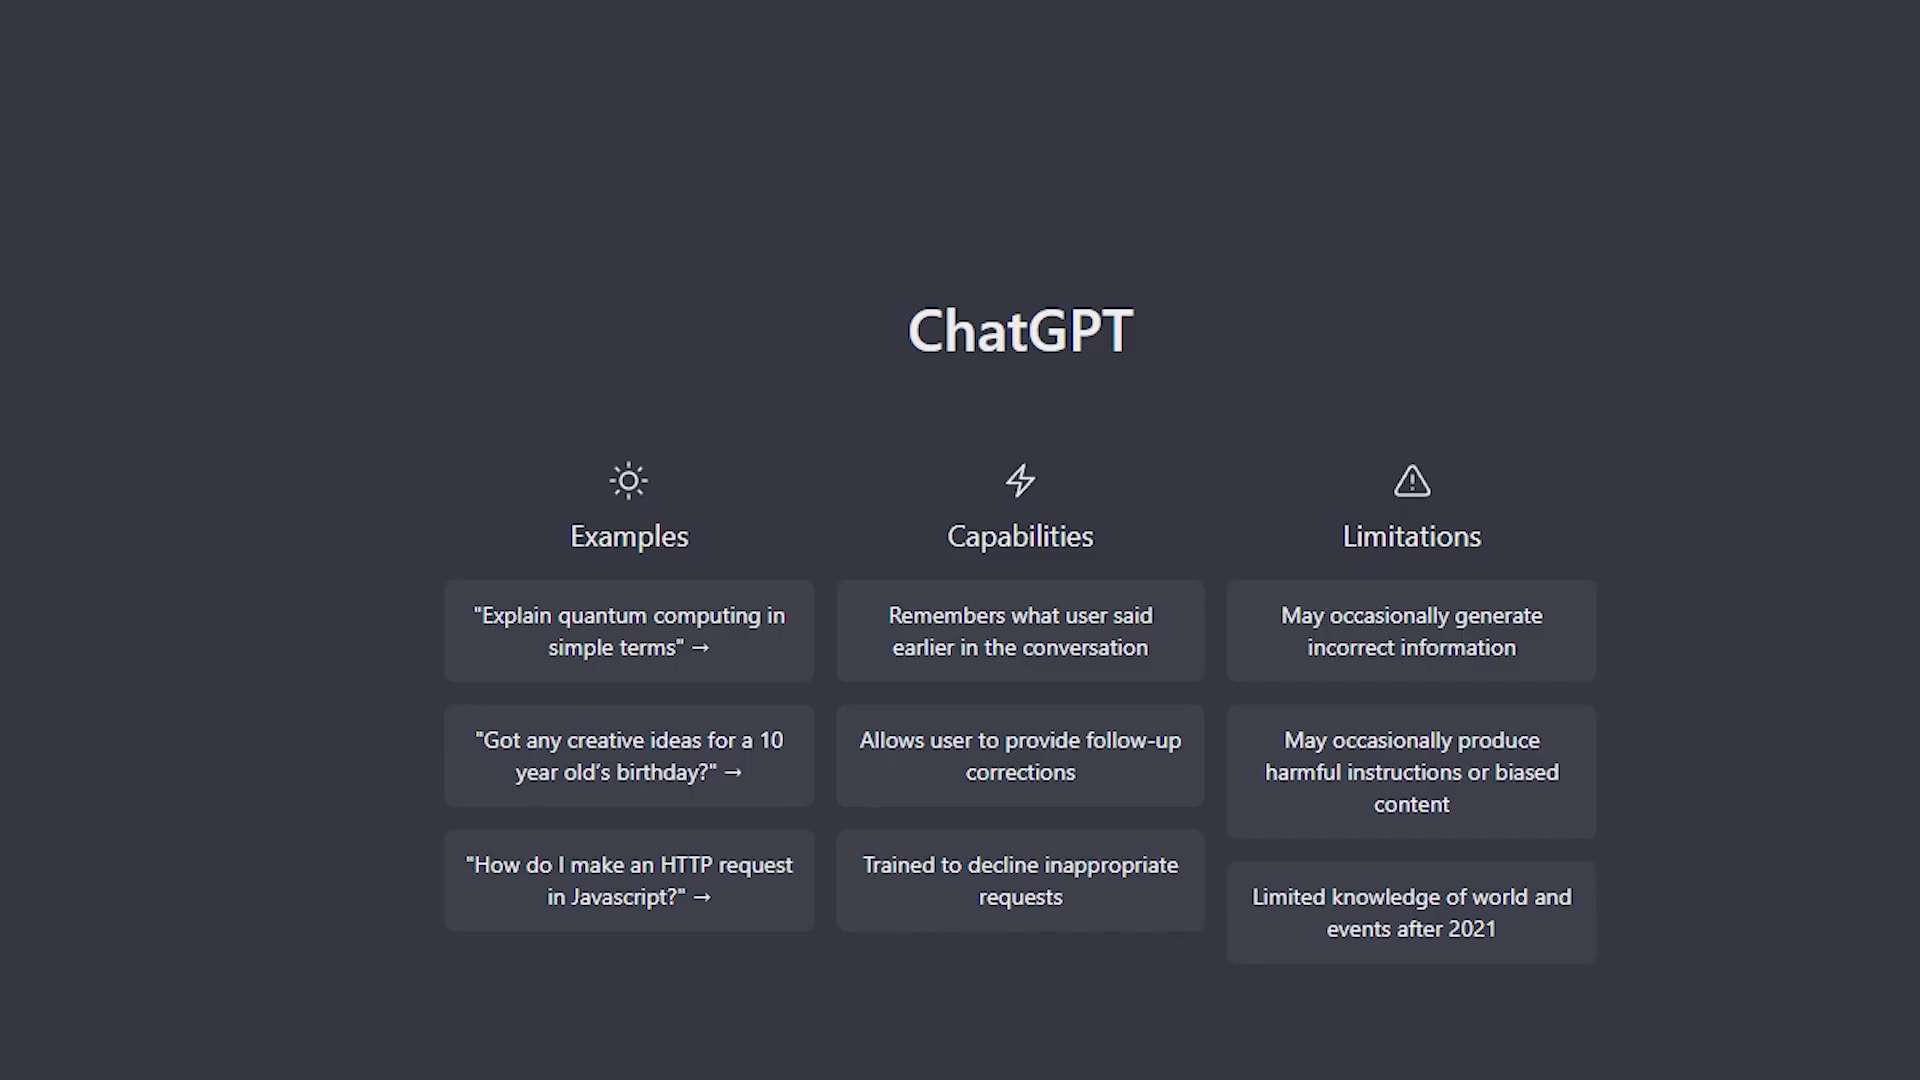 ChatGPT
Examples
"Explain quantum computing in
simple terms" →
"Got any creative ideas for a 10
year old’s birthday?" →
"How do I make an HTTP request
in Javascript?" →
Capabilities
Remembers what user said
earlier in the conversation
Allows user to provide follow-up
corrections
Trained to decline inappropriate
requests
Limitations
May occasionally generate
incorrect information
May occasionally produce
harmful instructions or biased
content
Limited knowledge of world and
events after 2021